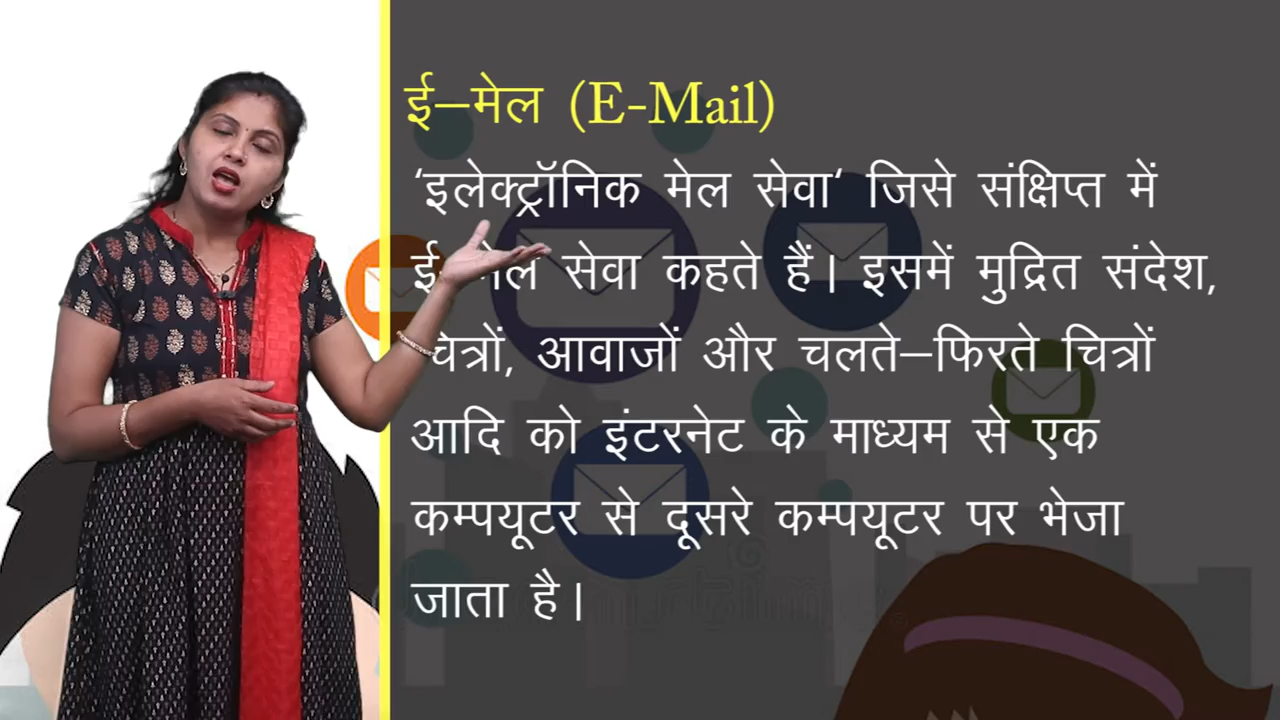 ई–मेल (E-Mail)
‘इलेक्ट्रॉनिक मेल सेवा‘ जिसे संक्षिप्त में
सेवा कहते हैं। इसमें मुद्रित संदेश,
आवाजों और चलते–फिरते चित्रों
आदि को इंटरनेट के माध्यम से एक
कम्पयूटर से दूसरे कम्पयूटर पर भेजा
जाता है।